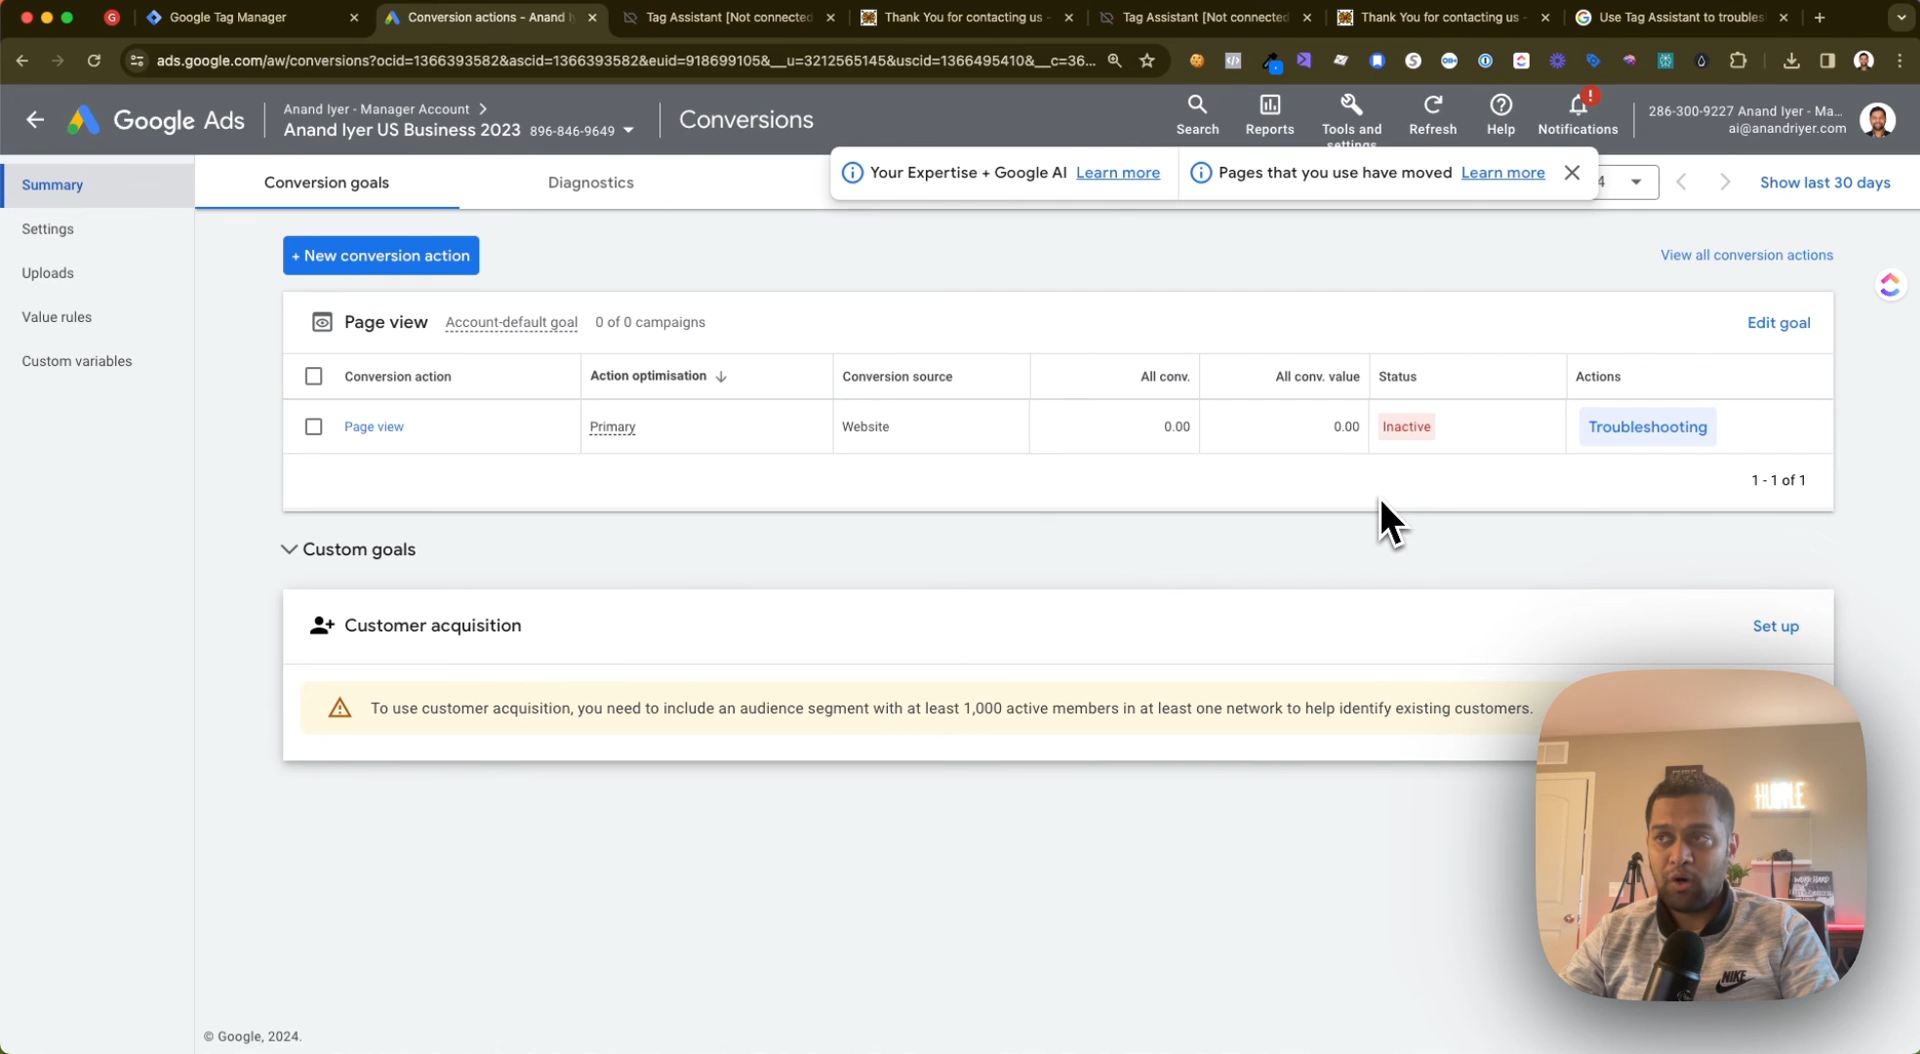 Google Tag Manager
Conversion actions - Anand Iy
Tag Assistant [Not connected
Thank You for contacting us -
Tag Assistant [Not connected
Thank You for contacting us -
Use Tag Assistant to troubles
ads.google.com/aw/conversions?ocid=1366393582&ascid=1366393582&euid=918699105&__u=3212565145&uscid=1366495410&__c=36...
Google Ads
Anand Iyer - Manager Account
Anand Iyer US Business 2023 896-846-9649
Conversions
Search
Reports
Tools and
settings
Refresh
Help
Notifications
286-300-9227 Anand Iyer - Ma...
ai@anandriyer.com
Your Expertise + Google AI Learn more
Pages that you use have moved Learn more
4
Show last 30 days
Summary
Settings
Uploads
Value rules
Custom variables
Conversion goals
Diagnostics
+ New conversion action
View all conversion actions
Page view Account-default goal 0 of 0 campaigns
Edit goal
Conversion action Action optimisation Conversion source All conv. All conv. value Status Actions
Page view Primary Website 0.00 0.00 Inactive Troubleshooting
1 - 1 of 1
Custom goals
Customer acquisition
Set up
To use customer acquisition, you need to include an audience segment with at least 1,000 active members in at least one network to help identify existing customers.
NIKE
© Google, 2024.